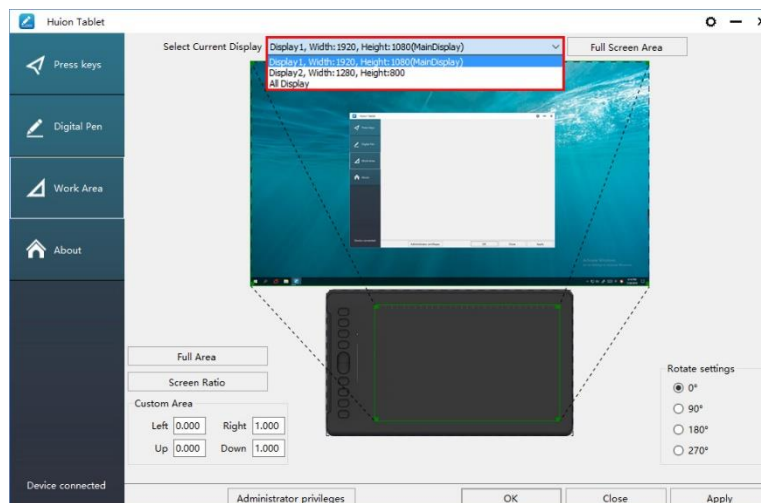 Huion Tablet
Press keys
Digital Pen
Work Area
About
Device connected
Select Current Display
Display1, Width:1920, Height:1080(MainDisplay)
Full Screen Area
Display1, Width:1920, Height:1080(MainDisplay)
Display2, Width:1280, Height:800
All Display
Full Area
Screen Ratio
Custom Area
Left 0.000 Right 1.000
Up 0.000 Down 1.000
Rotate settings
0°
90°
180°
270°
Administrator privileges
OK
Close
Apply